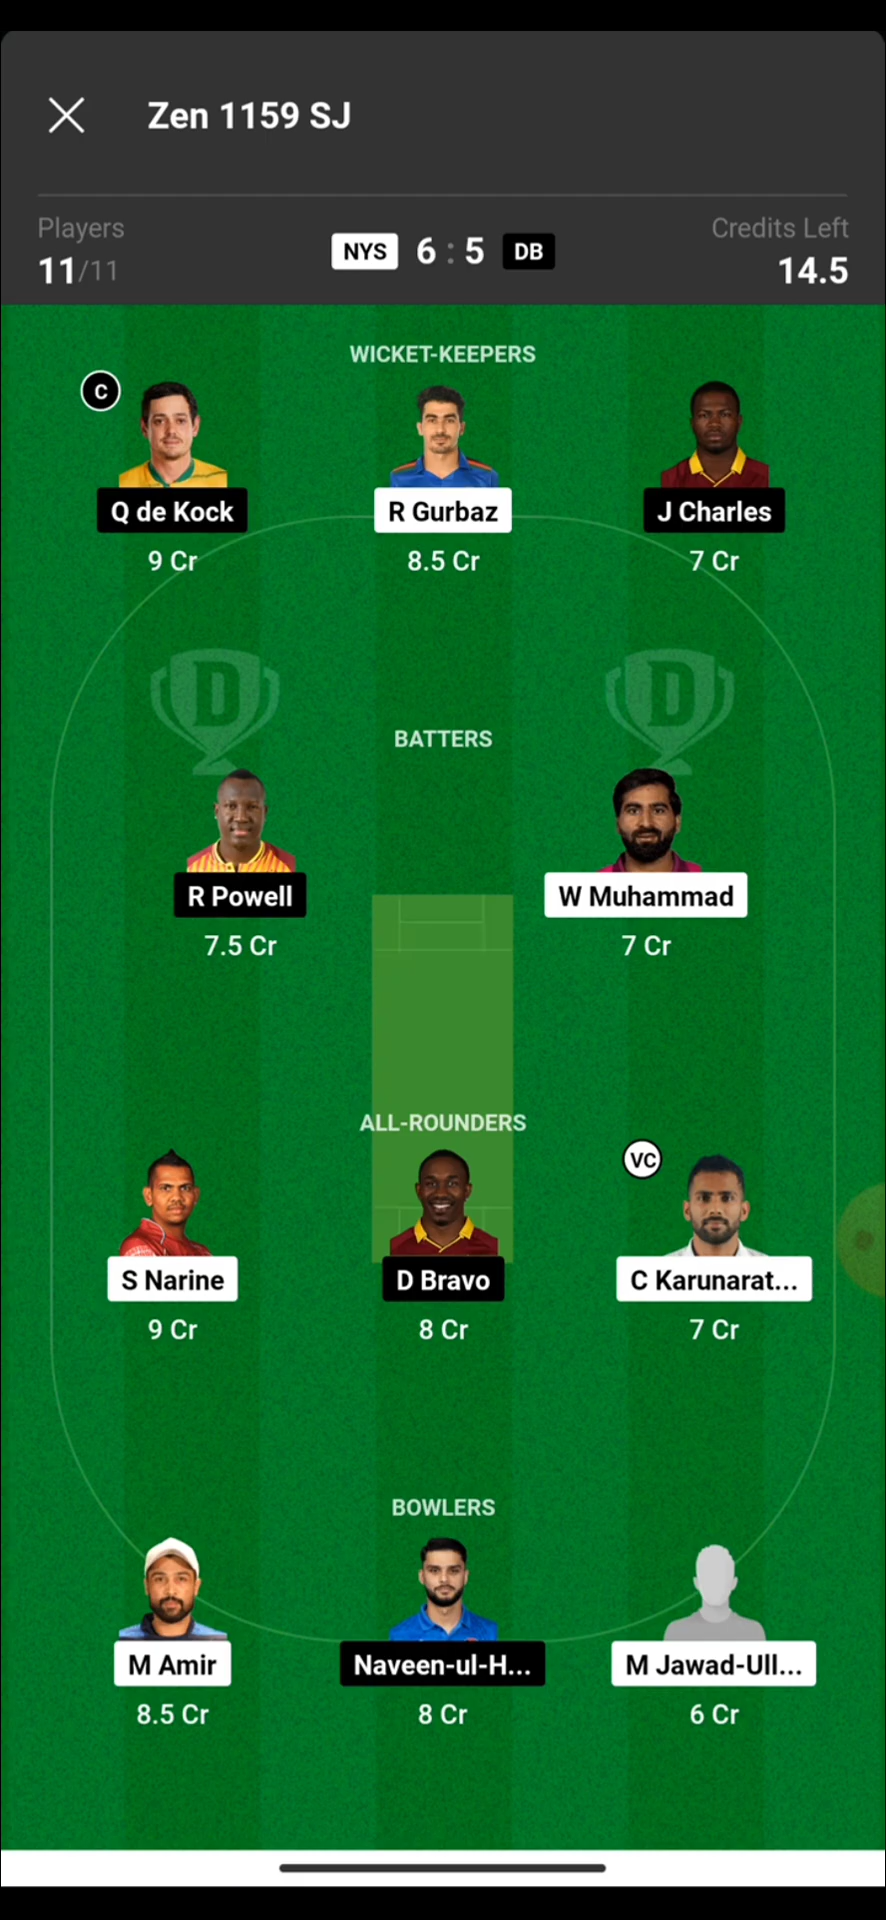 Zen 1159 SJ
Players
Credits Left
11/11
NYS 6 : 5 DB
14.5
WICKET-KEEPERS
C
Q de Kock
R Gurbaz
J Charles
9 Cr
8.5 Cr
7 Cr
D
D
BATTERS
R Powell
W Muhammad
7.5 Cr
7 Cr
ALL-ROUNDERS
VC
S Narine
D Bravo
C Karunarat...
9 Cr
8 Cr
7 Cr
BOWLERS
M Amir
Naveen-ul-H...
M Jawad-Ull...
8.5 Cr
8 Cr
6 Cr